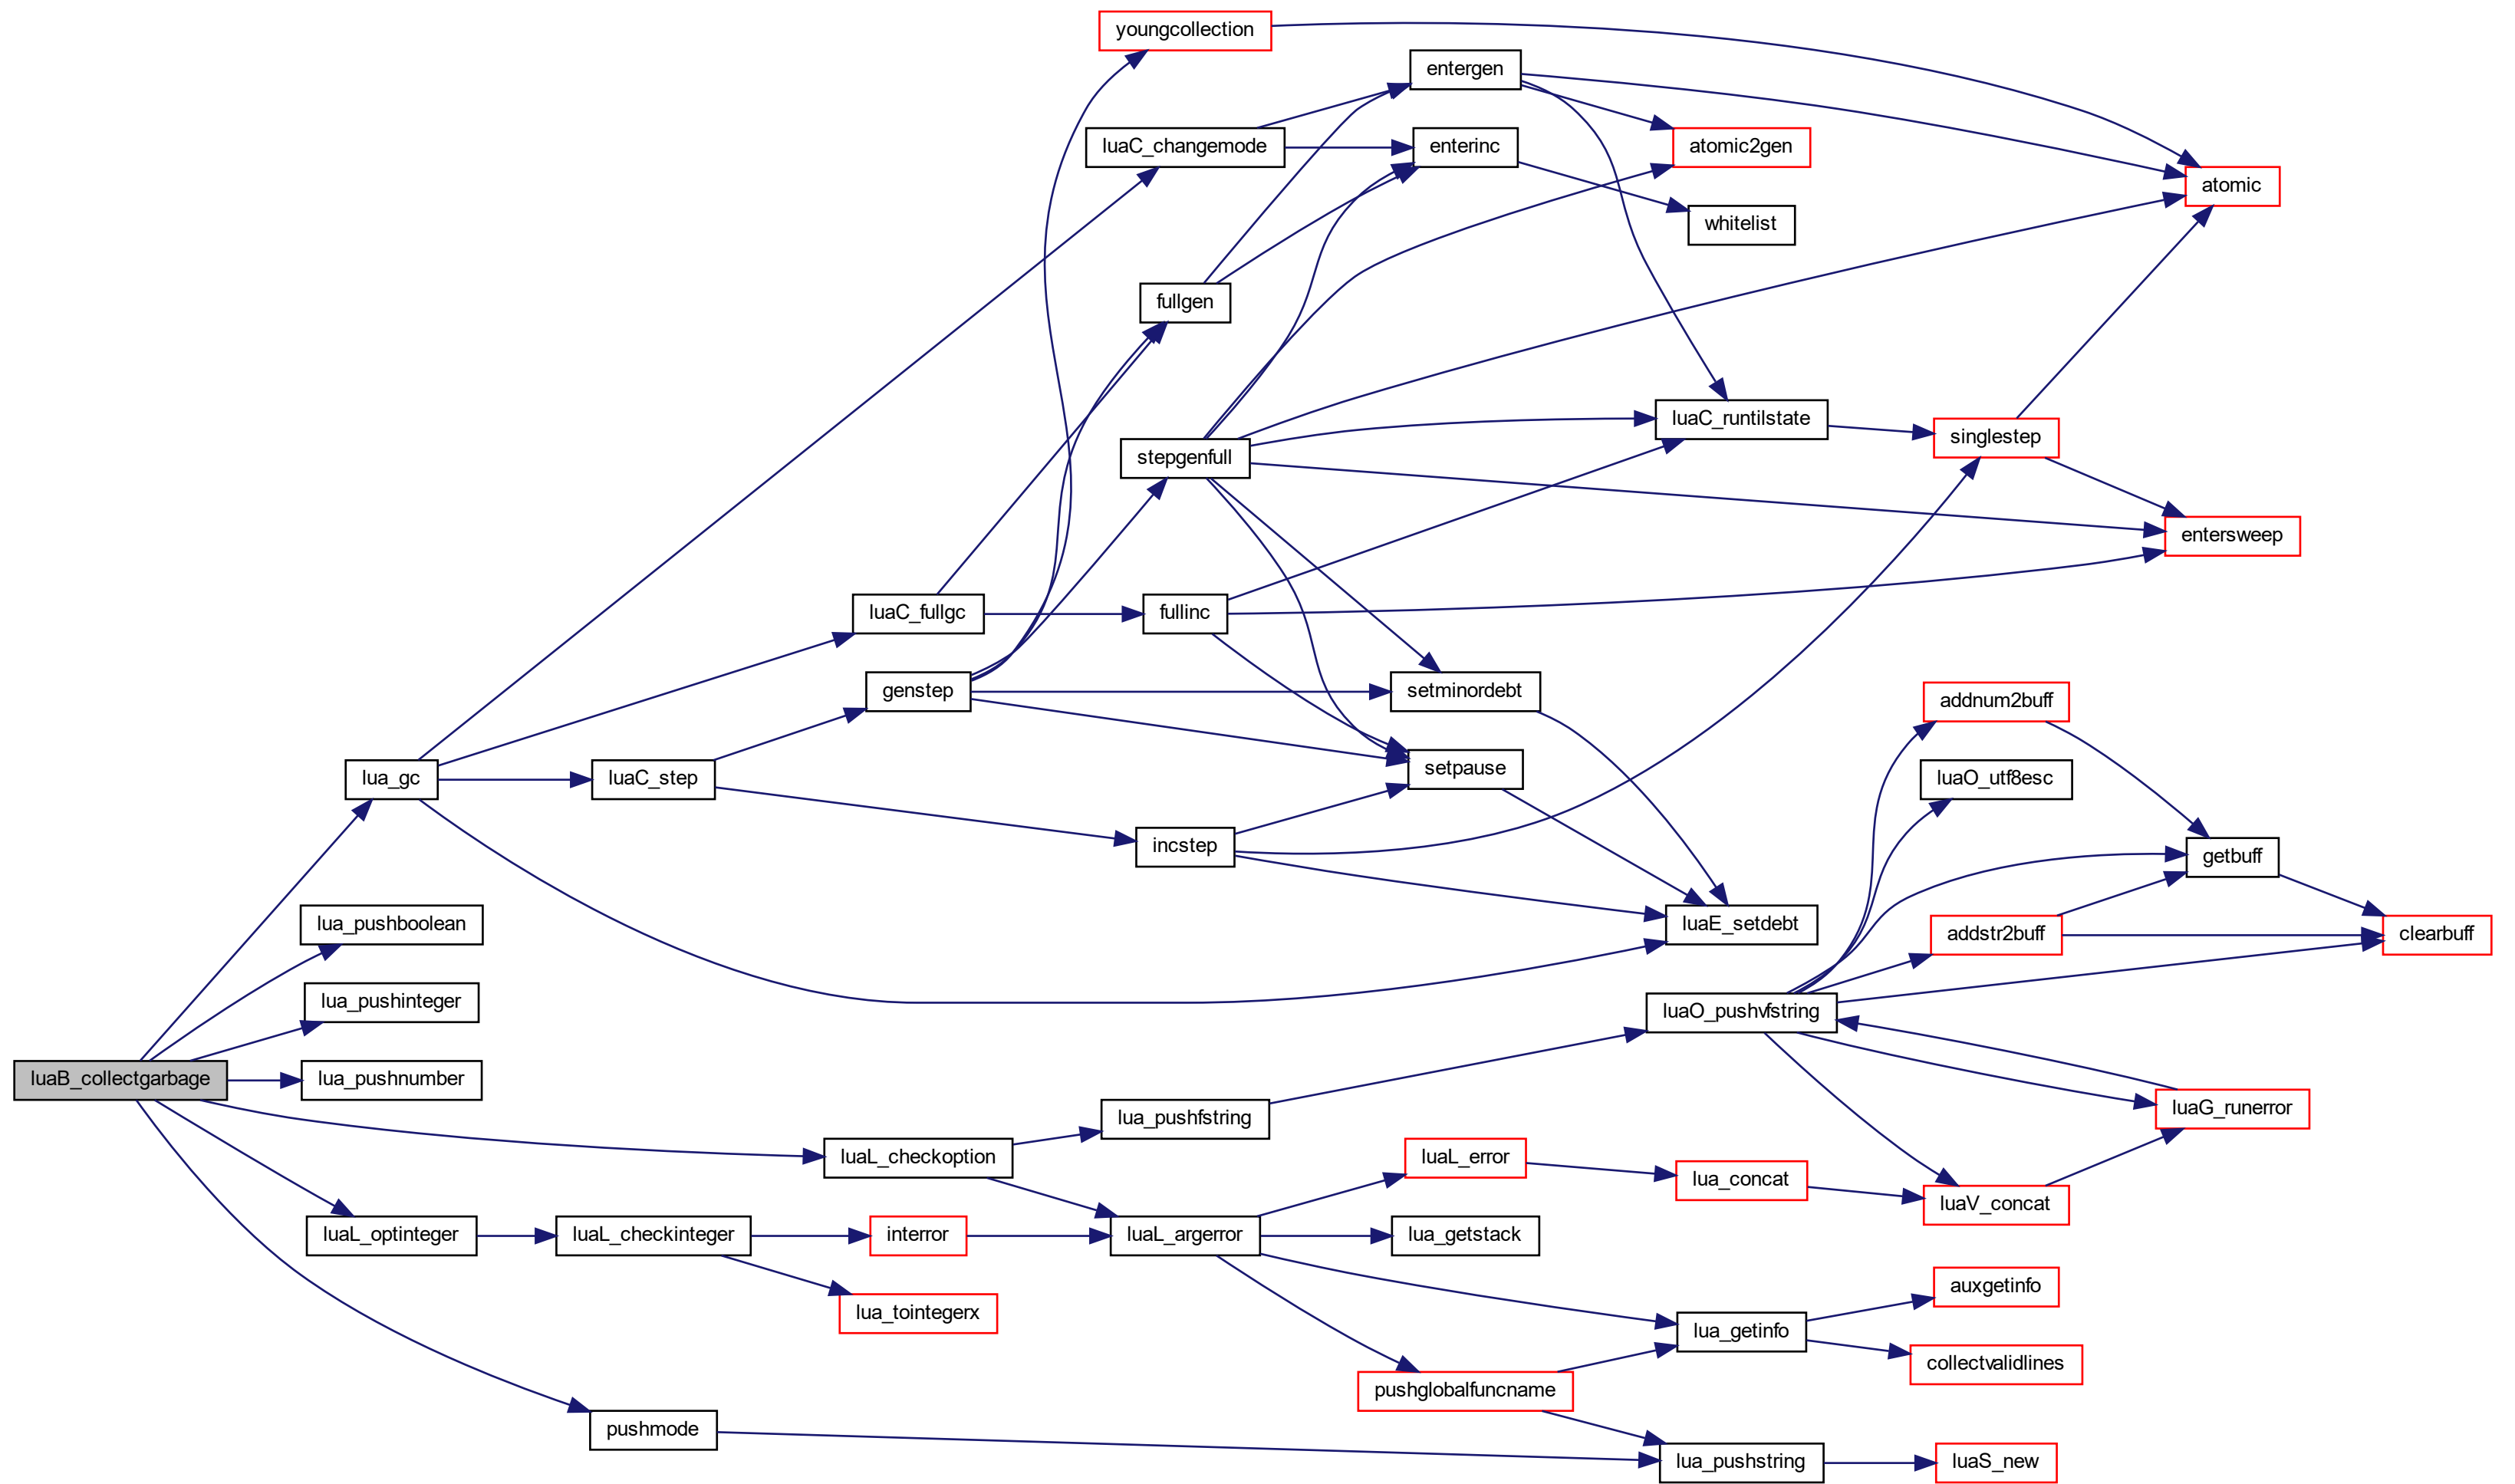 youngcollection
entergen
luaC_changemode
enterinc
atomic2gen
atomic
whitelist
fullgen
luaC_runtilstate
singlestep
stepgenfull
entersweep
luaC_fullgc
fullinc
genstep
setminordebt
addnum2buff
lua_gc
luaC_step
setpause
luaO_utf8esc
incstep
getbuff
lua_pushboolean
luaE_setdebt
addstr2buff
clearbuff
lua_pushinteger
luaO_pushvfstring
luaB_collectgarbage
lua_pushnumber
lua_pushfstring
luaG_runerror
luaL_checkoption
luaL_error
lua_concat
luaV_concat
luaL_optinteger
luaL_checkinteger
interror
luaL_argerror
lua_getstack
auxgetinfo
lua_tointegerx
lua_getinfo
collectvalidlines
pushglobalfuncname
pushmode
lua_pushstring
luaS_new